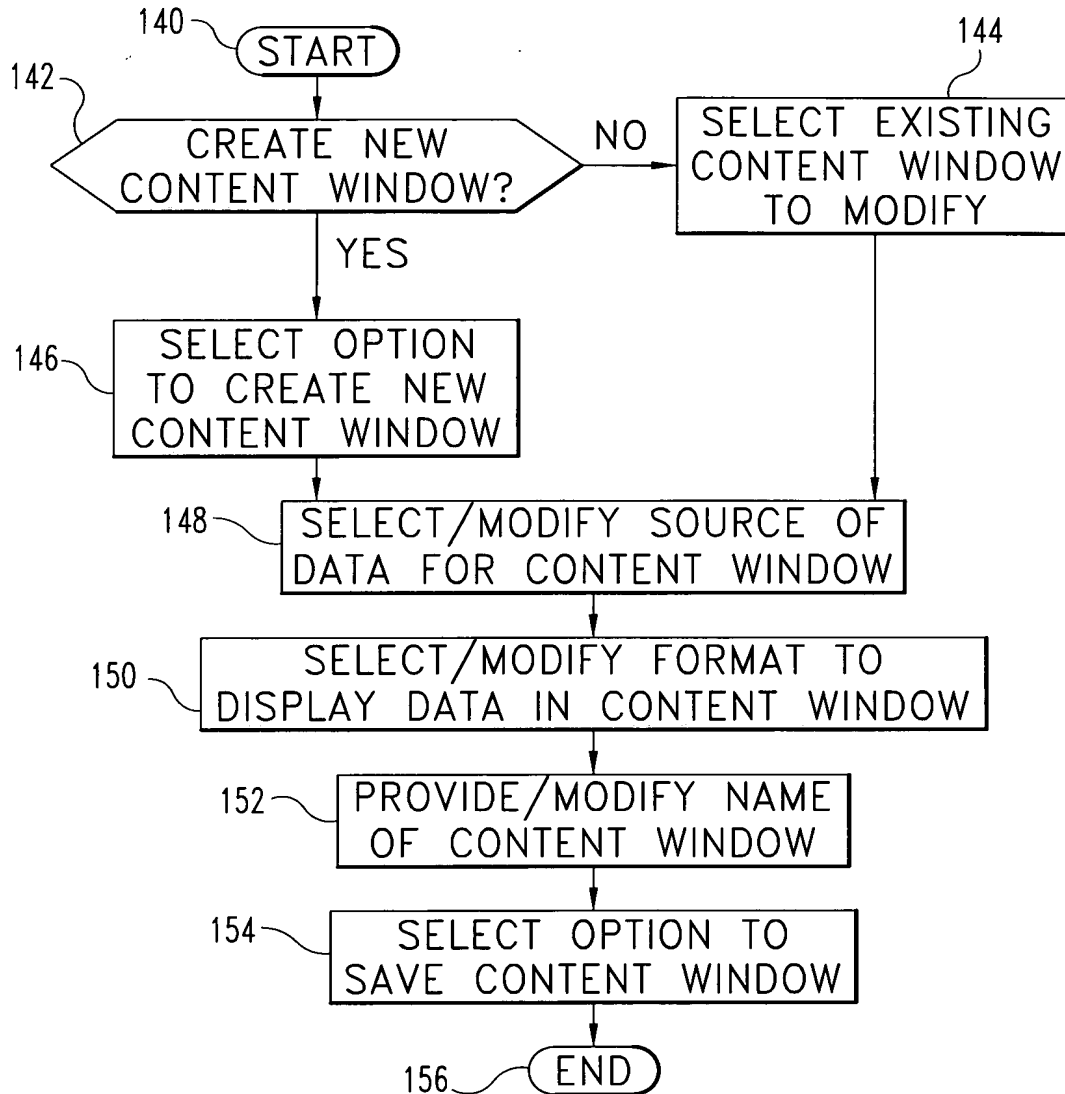 140
START
142
CREATE NEW
CONTENT WINDOW?
NO
144
SELECT EXISTING
CONTENT WINDOW
TO MODIFY
YES
146
SELECT OPTION
TO CREATE NEW
CONTENT WINDOW
148
SELECT/MODIFY SOURCE OF
DATA FOR CONTENT WINDOW
150
SELECT/MODIFY FORMAT TO
DISPLAY DATA IN CONTENT WINDOW
152
PROVIDE/MODIFY NAME
OF CONTENT WINDOW
154
SELECT OPTION TO
SAVE CONTENT WINDOW
156
END